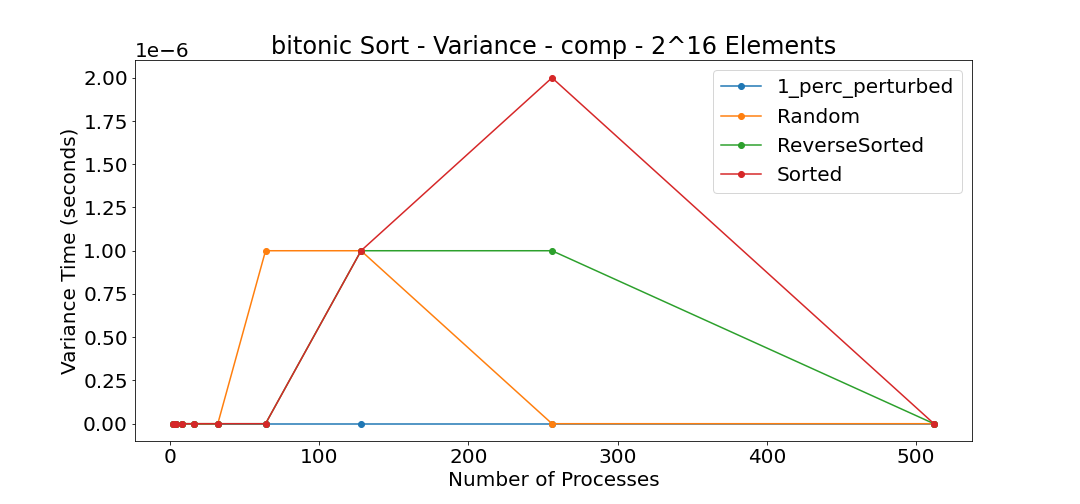 bitonic Sort - Variance - comp - 2^16 Elements
1e−6
2.00
1.75
1.50
1.25
1.00
0.75
0.50
0.25
0.00
Variance Time (seconds)
1_perc_perturbed
Random
ReverseSorted
Sorted
0 100 200 300 400 500
Number of Processes